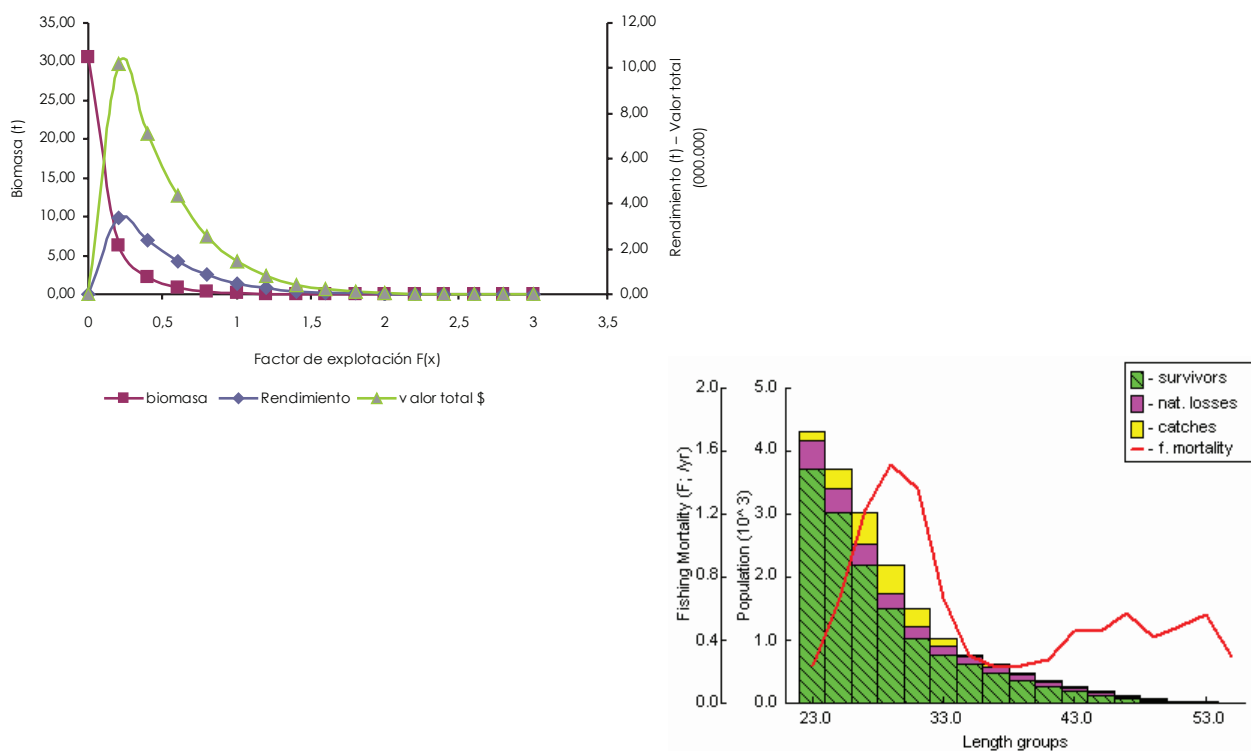 35,00
30,00
25,00
20,00
15,00
10,00
5,00
0,00
Biomasa (t)
12,00
10,00
8,00
6,00
4,00
2,00
0,00
Rendimiento (t) – Valor total
(000.000)
0 0,5 1 1,5 2 2,5 3 3,5
Factor de explotación F(x)
biomasa Rendimiento valor total $
Fishing Mortality (F; /yr)
2.0
1.6
1.2
0.8
0.4
0.0
Population (10^3)
5.0
4.0
3.0
2.0
1.0
0.0
- survivors
- nat. losses
- catches
- f. mortality
23.0 33.0 43.0 53.0
Length groups